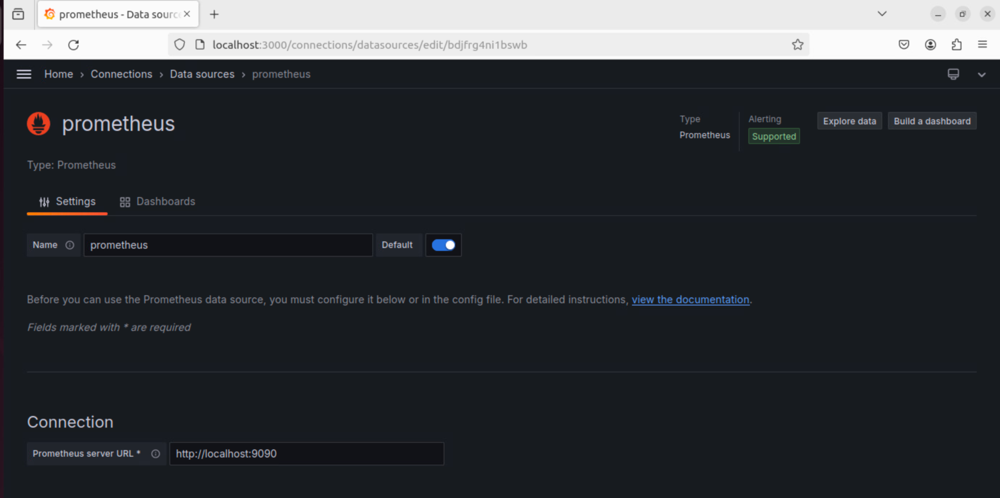 prometheus - Data sourc
localhost:3000/connections/datasources/edit/bdjfrg4ni1bswb
Home › Connections › Data sources › prometheus
prometheus
Type
Prometheus
Alerting
Supported
Explore data
Build a dashboard
Type: Prometheus
Settings
Dashboards
Name
prometheus
Default
Before you can use the Prometheus data source, you must configure it below or in the config file. For detailed instructions, view the documentation.
Fields marked with * are required
Connection
Prometheus server URL *
http://localhost:9090